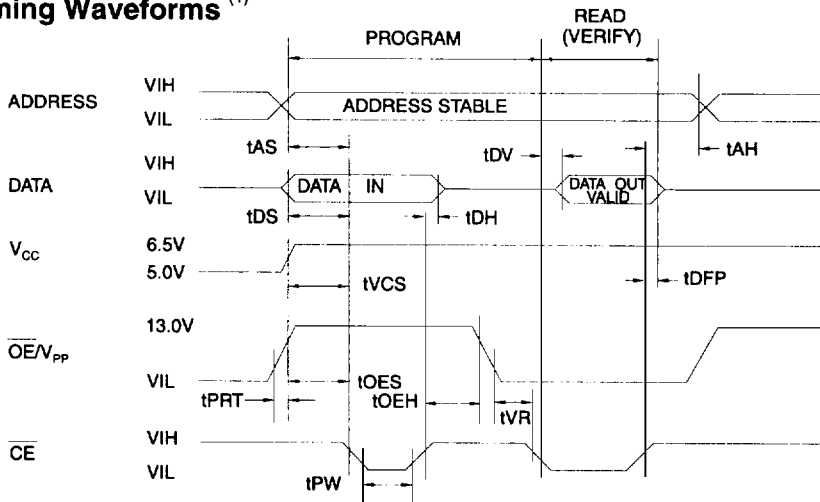 ming Waveforms (1)
PROGRAM
READ
(VERIFY)
ADDRESS
VIH
VIL
ADDRESS STABLE
tAS
tDV
tAH
DATA
VIH
VIL
DATA IN
DATA OUT
VALID
tDS
tDH
VCC
6.5V
5.0V
tVCS
tDFP
OE/VPP
13.0V
VIL
tPRT
tOES
tOEH
tVR
CE
VIH
VIL
tPW